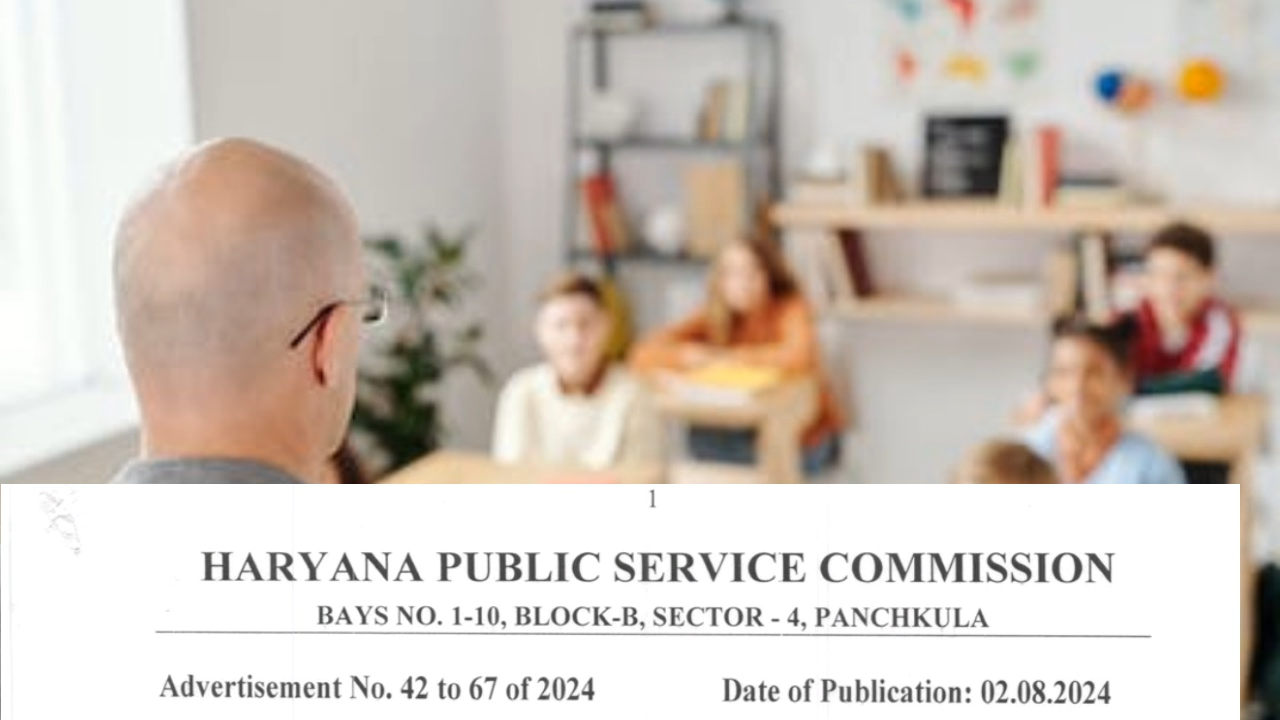 1
HARYANA PUBLIC SERVICE COMMISSION
BAYS NO. 1-10, BLOCK-B, SECTOR - 4, PANCHKULA
Advertisement No. 42 to 67 of 2024
Date of Publication: 02.08.2024